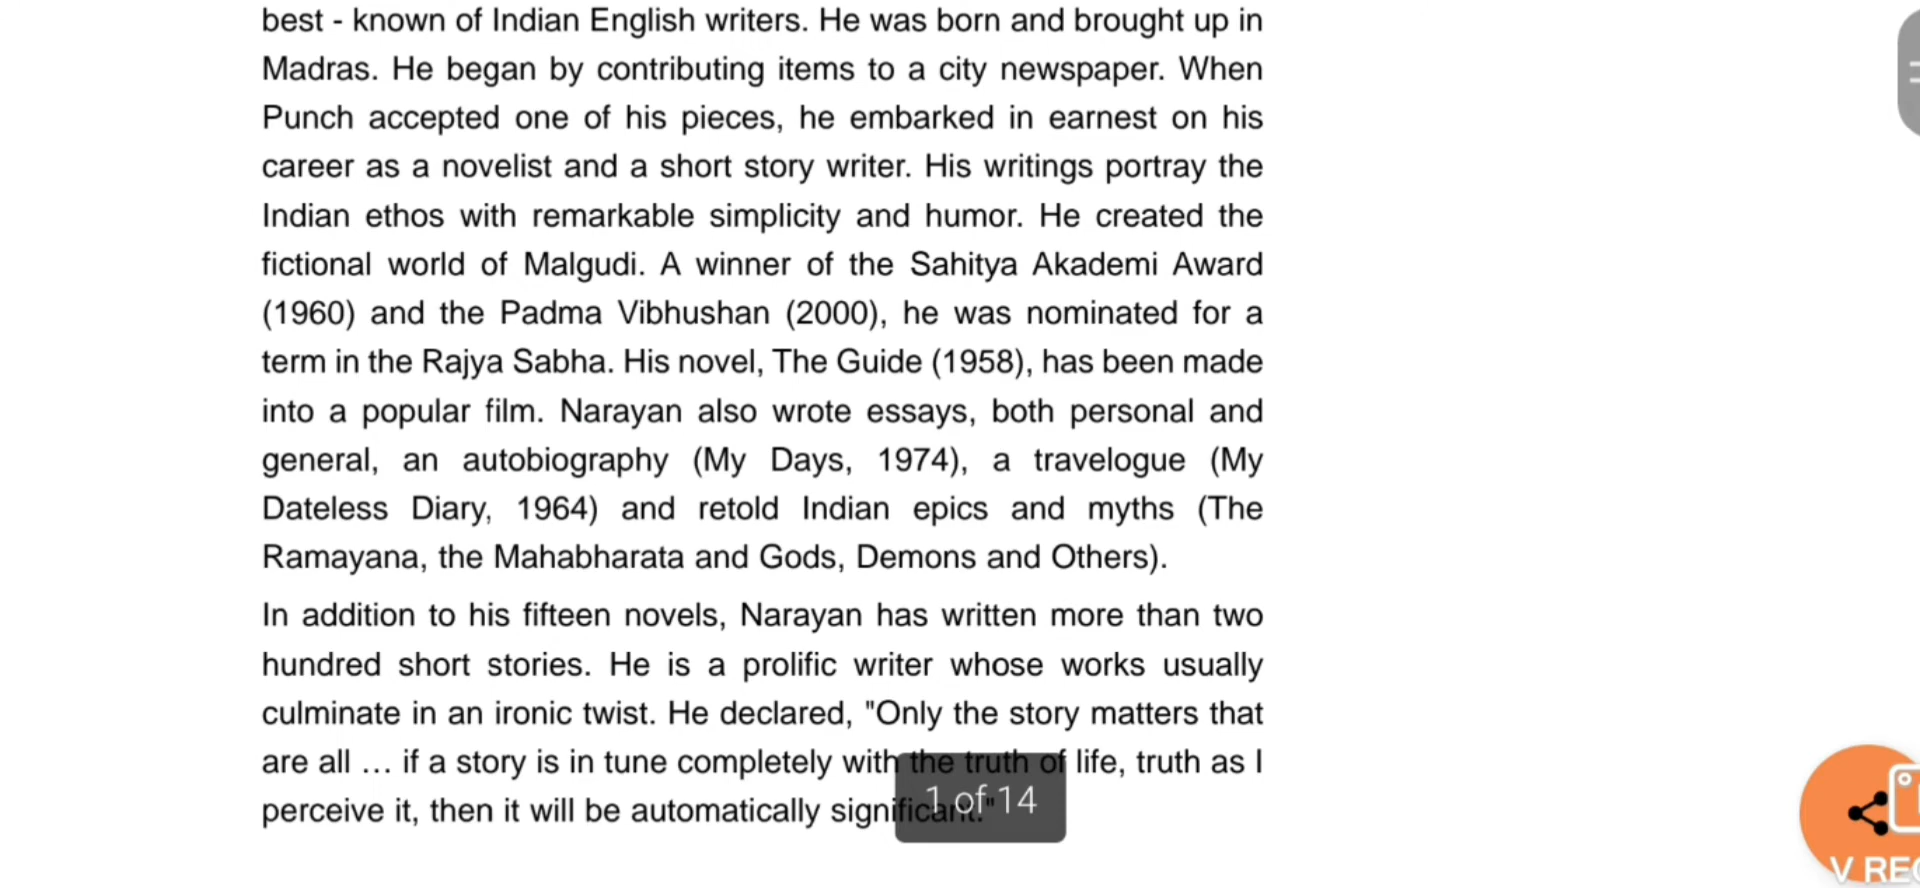 best - known of Indian English writers. He was born and brought up in
Madras. He began by contributing items to a city newspaper. When
Punch accepted one of his pieces, he embarked in earnest on his
career as a novelist and a short story writer. His writings portray the
Indian ethos with remarkable simplicity and humor. He created the
fictional world of Malgudi. A winner of the Sahitya Akademi Award
(1960) and the Padma Vibhushan (2000), he was nominated for a
term in the Rajya Sabha. His novel, The Guide (1958), has been made
into a popular film. Narayan also wrote essays, both personal and
general, an autobiography (My Days, 1974), a travelogue (My
Dateless Diary, 1964) and retold Indian epics and myths (The
Ramayana, the Mahabharata and Gods, Demons and Others).
In addition to his fifteen novels, Narayan has written more than two
hundred short stories. He is a prolific writer whose works usually
culminate in an ironic twist. He declared, "Only the story matters that
are all … if a story is in tune completely with the truth of life, truth as I
perceive it, then it will be automatically significant."
1 of 14
V REC